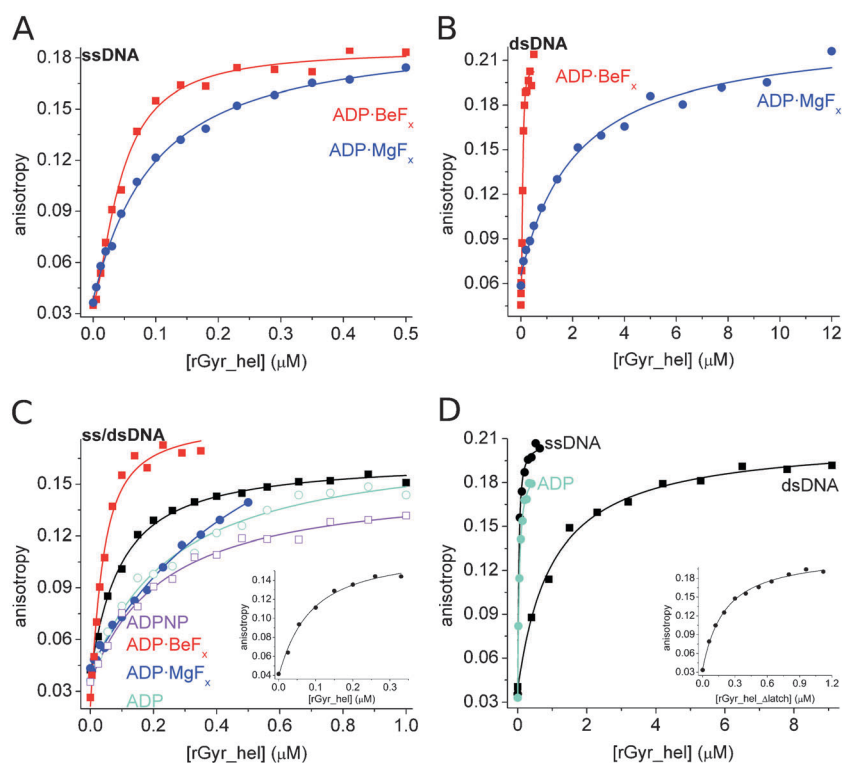 A
ssDNA
0.18
0.15
0.12
0.09
0.06
0.03
anisotropy
ADP·BeFx
ADP·MgFx
0.0 0.1 0.2 0.3 0.4 0.5
[rGyr_hel] (μM)
B
dsDNA
0.21
0.18
0.15
0.12
0.09
0.06
anisotropy
ADP·BeFx
ADP·MgFx
0 2 4 6 8 10 12
[rGyr_hel] (μM)
C
ss/dsDNA
0.15
0.12
0.09
0.06
0.03
anisotropy
ADPNP
ADP·BeFx
ADP·MgFx
ADP
0.14
0.12
0.10
0.08
0.06
0.04
anisotropy
0.0 0.1 0.2 0.3
[rGyr_hel] (μM)
0.0 0.2 0.4 0.6 0.8 1.0
[rGyr_hel] (μM)
D
0.21
0.18
0.15
0.12
0.09
0.06
0.03
anisotropy
ssDNA
ADP
dsDNA
0.18
0.15
0.12
0.09
0.06
0.03
anisotropy
0.0 0.3 0.6 0.9 1.2
[rGyr_hel_Δlatch] (μM)
0 2 4 6 8
[rGyr_hel] (μM)